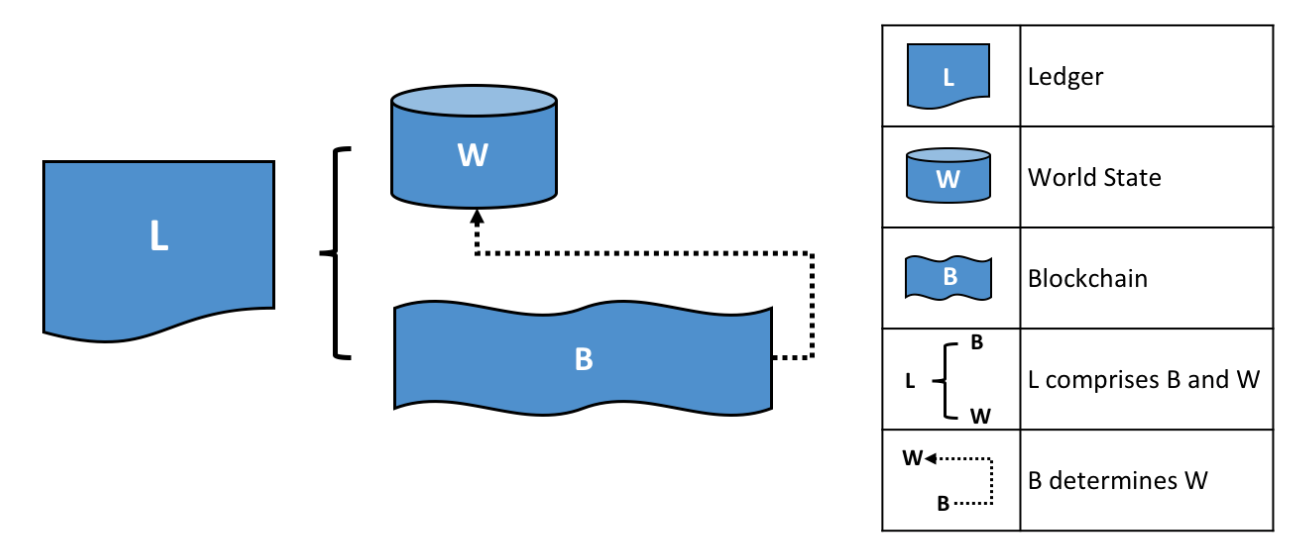 L
W
B
L
Ledger
W
World State
B
Blockchain
B
L
W
L comprises B and W
W
B
B determines W